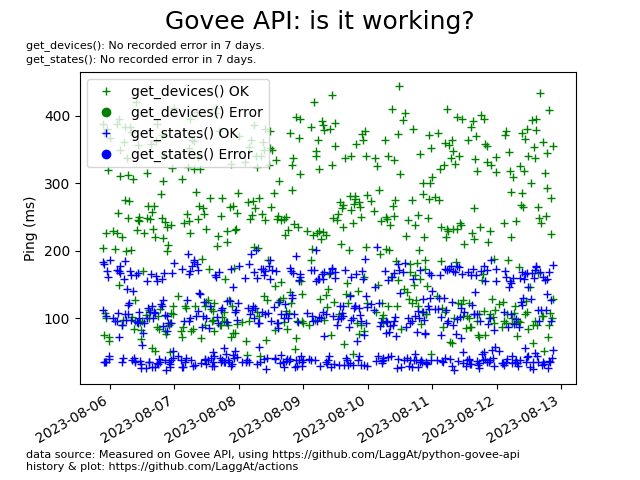 Govee API: is it working?
get_devices(): No recorded error in 7 days.
get_states(): No recorded error in 7 days.
get_devices() OK
get_devices() Error
get_states() OK
get_states() Error
Ping (ms)
400
300
200
100
2023-08-06
2023-08-07
2023-08-08
2023-08-09
2023-08-10
2023-08-11
2023-08-12
2023-08-13
data source: Measured on Govee API, using https://github.com/LaggAt/python-govee-api
history & plot: https://github.com/LaggAt/actions